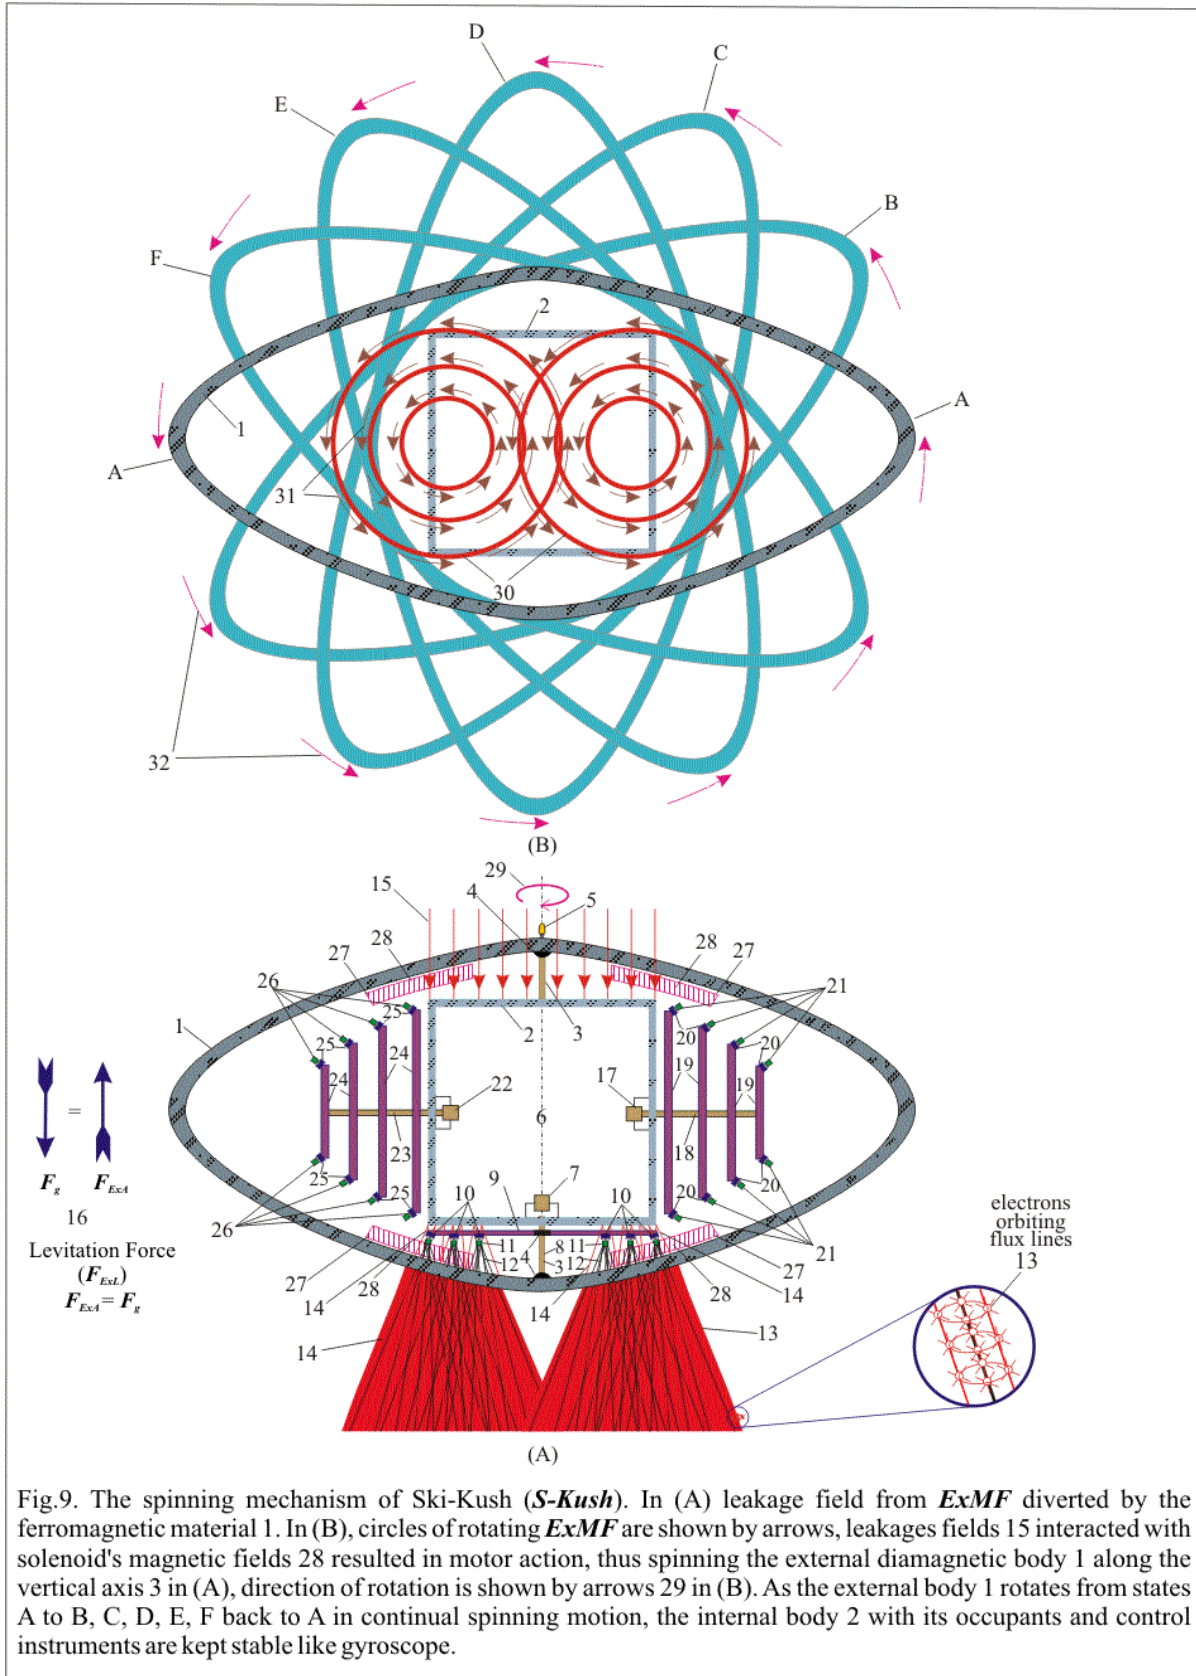 D
C
E
B
F
2
A
1
A
31
30
32
(B)
29
15
4
5
28
28
27
27
26
21
25
25
20
1
2
3
20
25
20
24
24
19
19
22
17
=
6
23
18
F_g
F_ExA
7
16
25
9
10
10
20
electrons
25
20
orbiting
26
11
8
11
21
flux lines
Levitation Force
4
12
12
3
13
(F_ExL)
27
27
F_ExA = F_g
28
28
14
14
14
14
13
(A)
Fig.9. The spinning mechanism of Ski-Kush (S-Kush). In (A) leakage field from ExMF diverted by the
ferromagnetic material 1. In (B), circles of rotating ExMF are shown by arrows, leakages fields 15 interacted with
solenoid's magnetic fields 28 resulted in motor action, thus spinning the external diamagnetic body 1 along the
vertical axis 3 in (A), direction of rotation is shown by arrows 29 in (B). As the external body 1 rotates from states
A to B, C, D, E, F back to A in continual spinning motion, the internal body 2 with its occupants and control
instruments are kept stable like gyroscope.